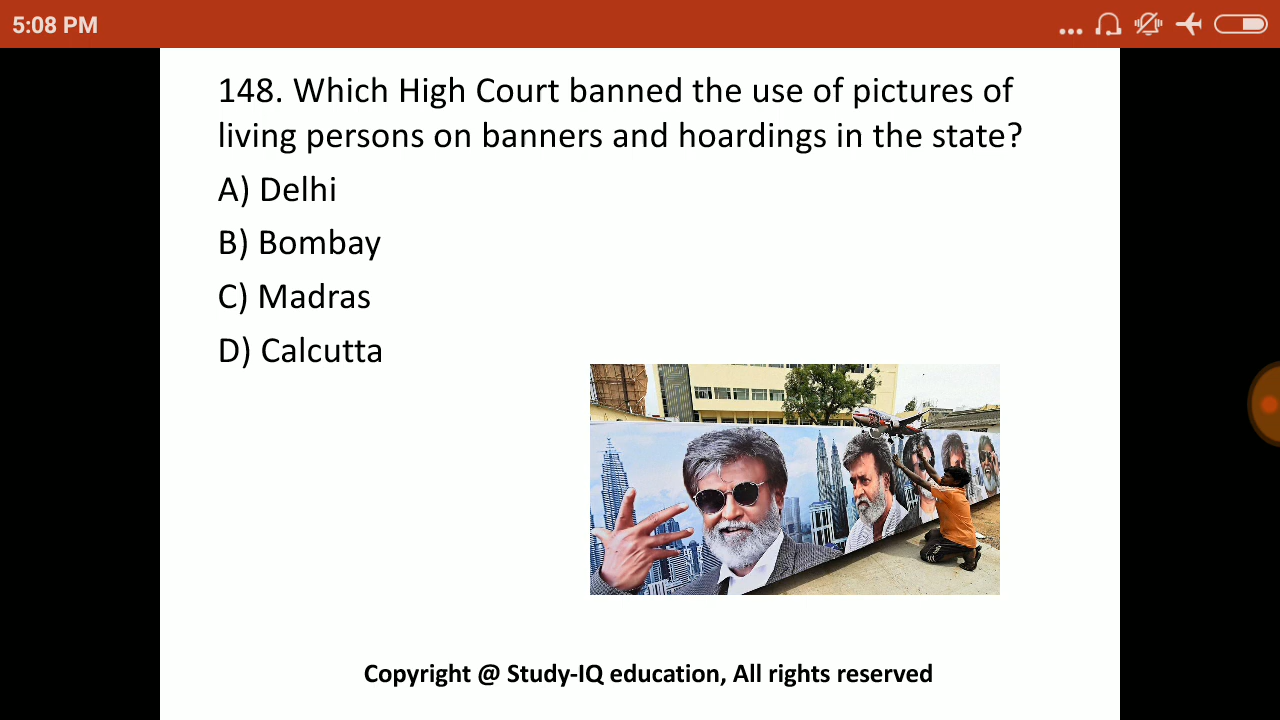 5:08 PM
148. Which High Court banned the use of pictures of
living persons on banners and hoardings in the state?
A) Delhi
B) Bombay
C) Madras
D) Calcutta
Copyright @ Study-IQ education, All rights reserved